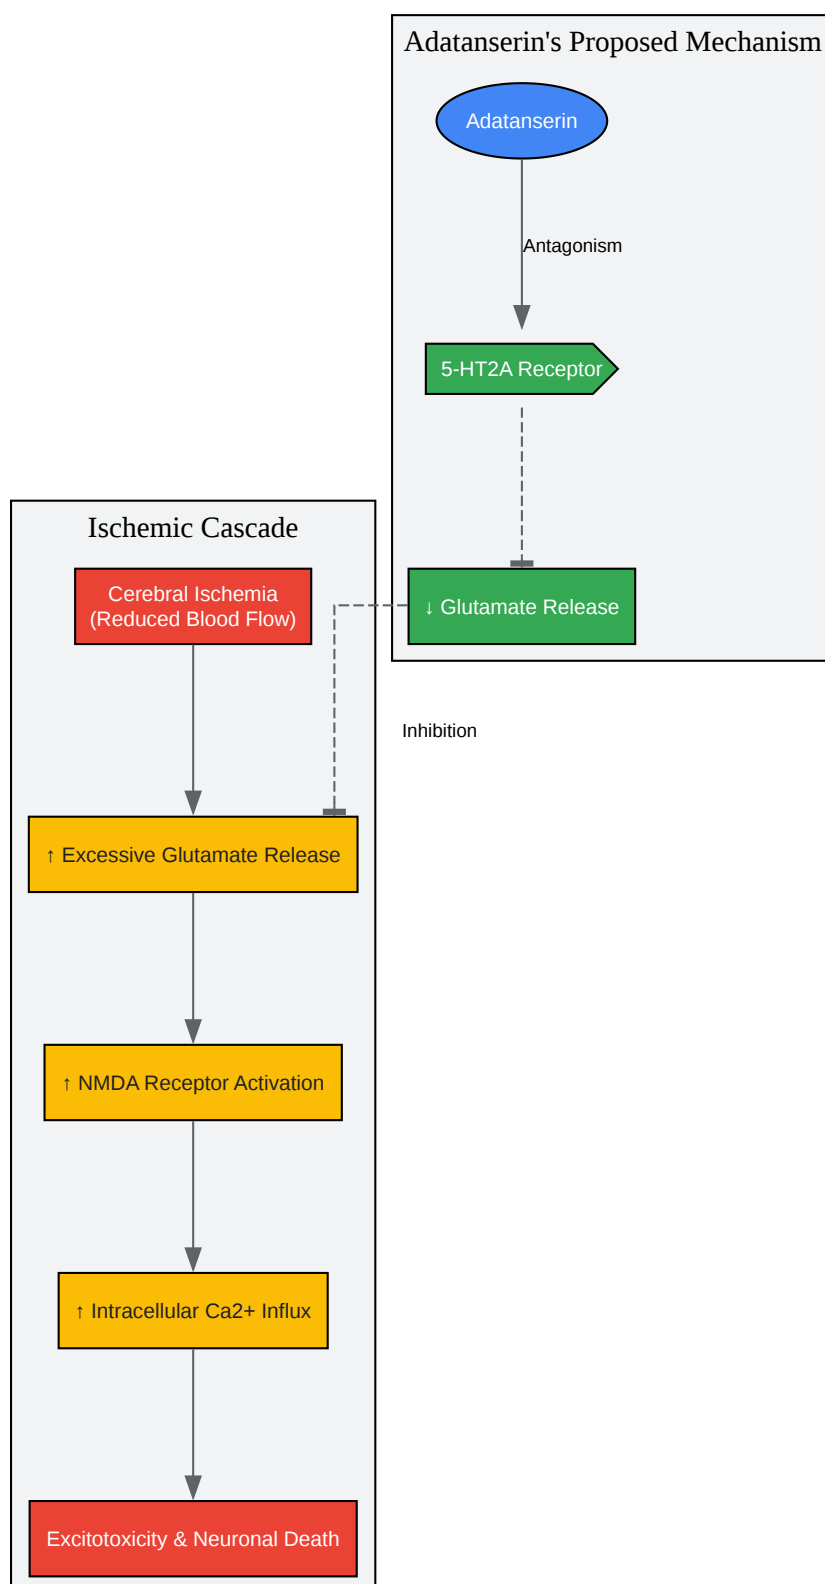 Adatanserin's Proposed Mechanism
Adatanserin
Antagonism
5-HT2A Receptor
↓ Glutamate Release
Inhibition
Ischemic Cascade
Cerebral Ischemia
(Reduced Blood Flow)
↑ Excessive Glutamate Release
↑ NMDA Receptor Activation
↑ Intracellular Ca2+ Influx
Excitotoxicity & Neuronal Death